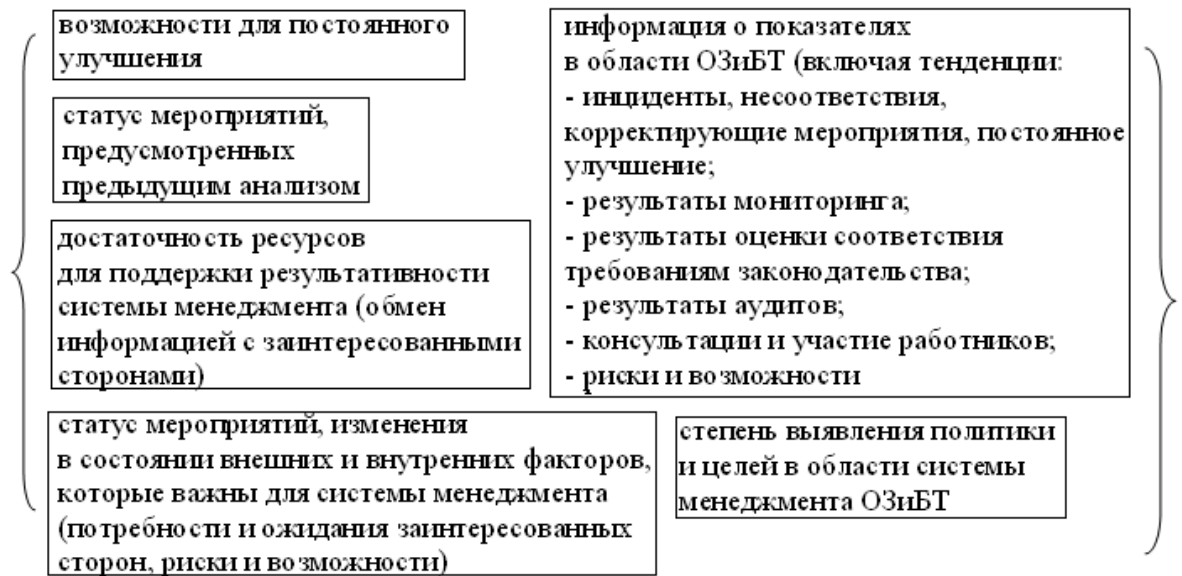 возможности для постоянного
улучшения
статус мероприятий,
предусмотренных
предыдущим анализом
достаточность ресурсов
для поддержки результативности
системы менеджмента (обмен
информацией с заинтересованными
сторонами)
статус мероприятий, изменения
в состоянии внешних и внутренних факторов,
которые важны для системы менеджмента
(потребности и ожидания заинтересованных
сторон, риски и возможности)
информация о показателях
в области ОЗиБТ (включая тенденции:
- инциденты, несоответствия,
корректирующие мероприятия, постоянное
улучшение;
- результаты мониторинга;
- результаты оценки соответствия
требованиям законодательства;
- результаты аудитов;
- консультации и участие работников;
- риски и возможности
степень выявления политики
и целей в области системы
менеджмента ОЗиБТ